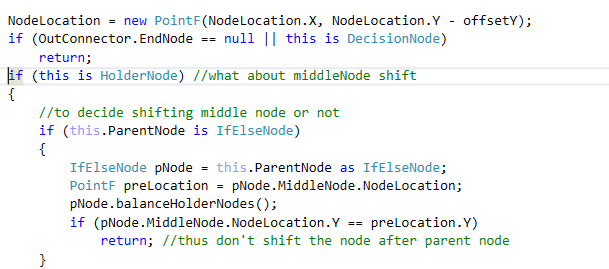 NodeLocation = new PointF(NodeLocation.X, NodeLocation.Y - offsetY);
if (OutConnector.EndNode == null || this is DecisionNode)
    return;
if (this is HolderNode) //what about middleNode shift
{
    //to decide shifting middle node or not
    if (this.ParentNode is IfElseNode)
    {
        IfElseNode pNode = this.ParentNode as IfElseNode;
        PointF preLocation = pNode.MiddleNode.NodeLocation;
        pNode.balanceHolderNodes();
        if (pNode.MiddleNode.NodeLocation.Y == preLocation.Y)
            return; //thus don't shift the node after parent node
    }